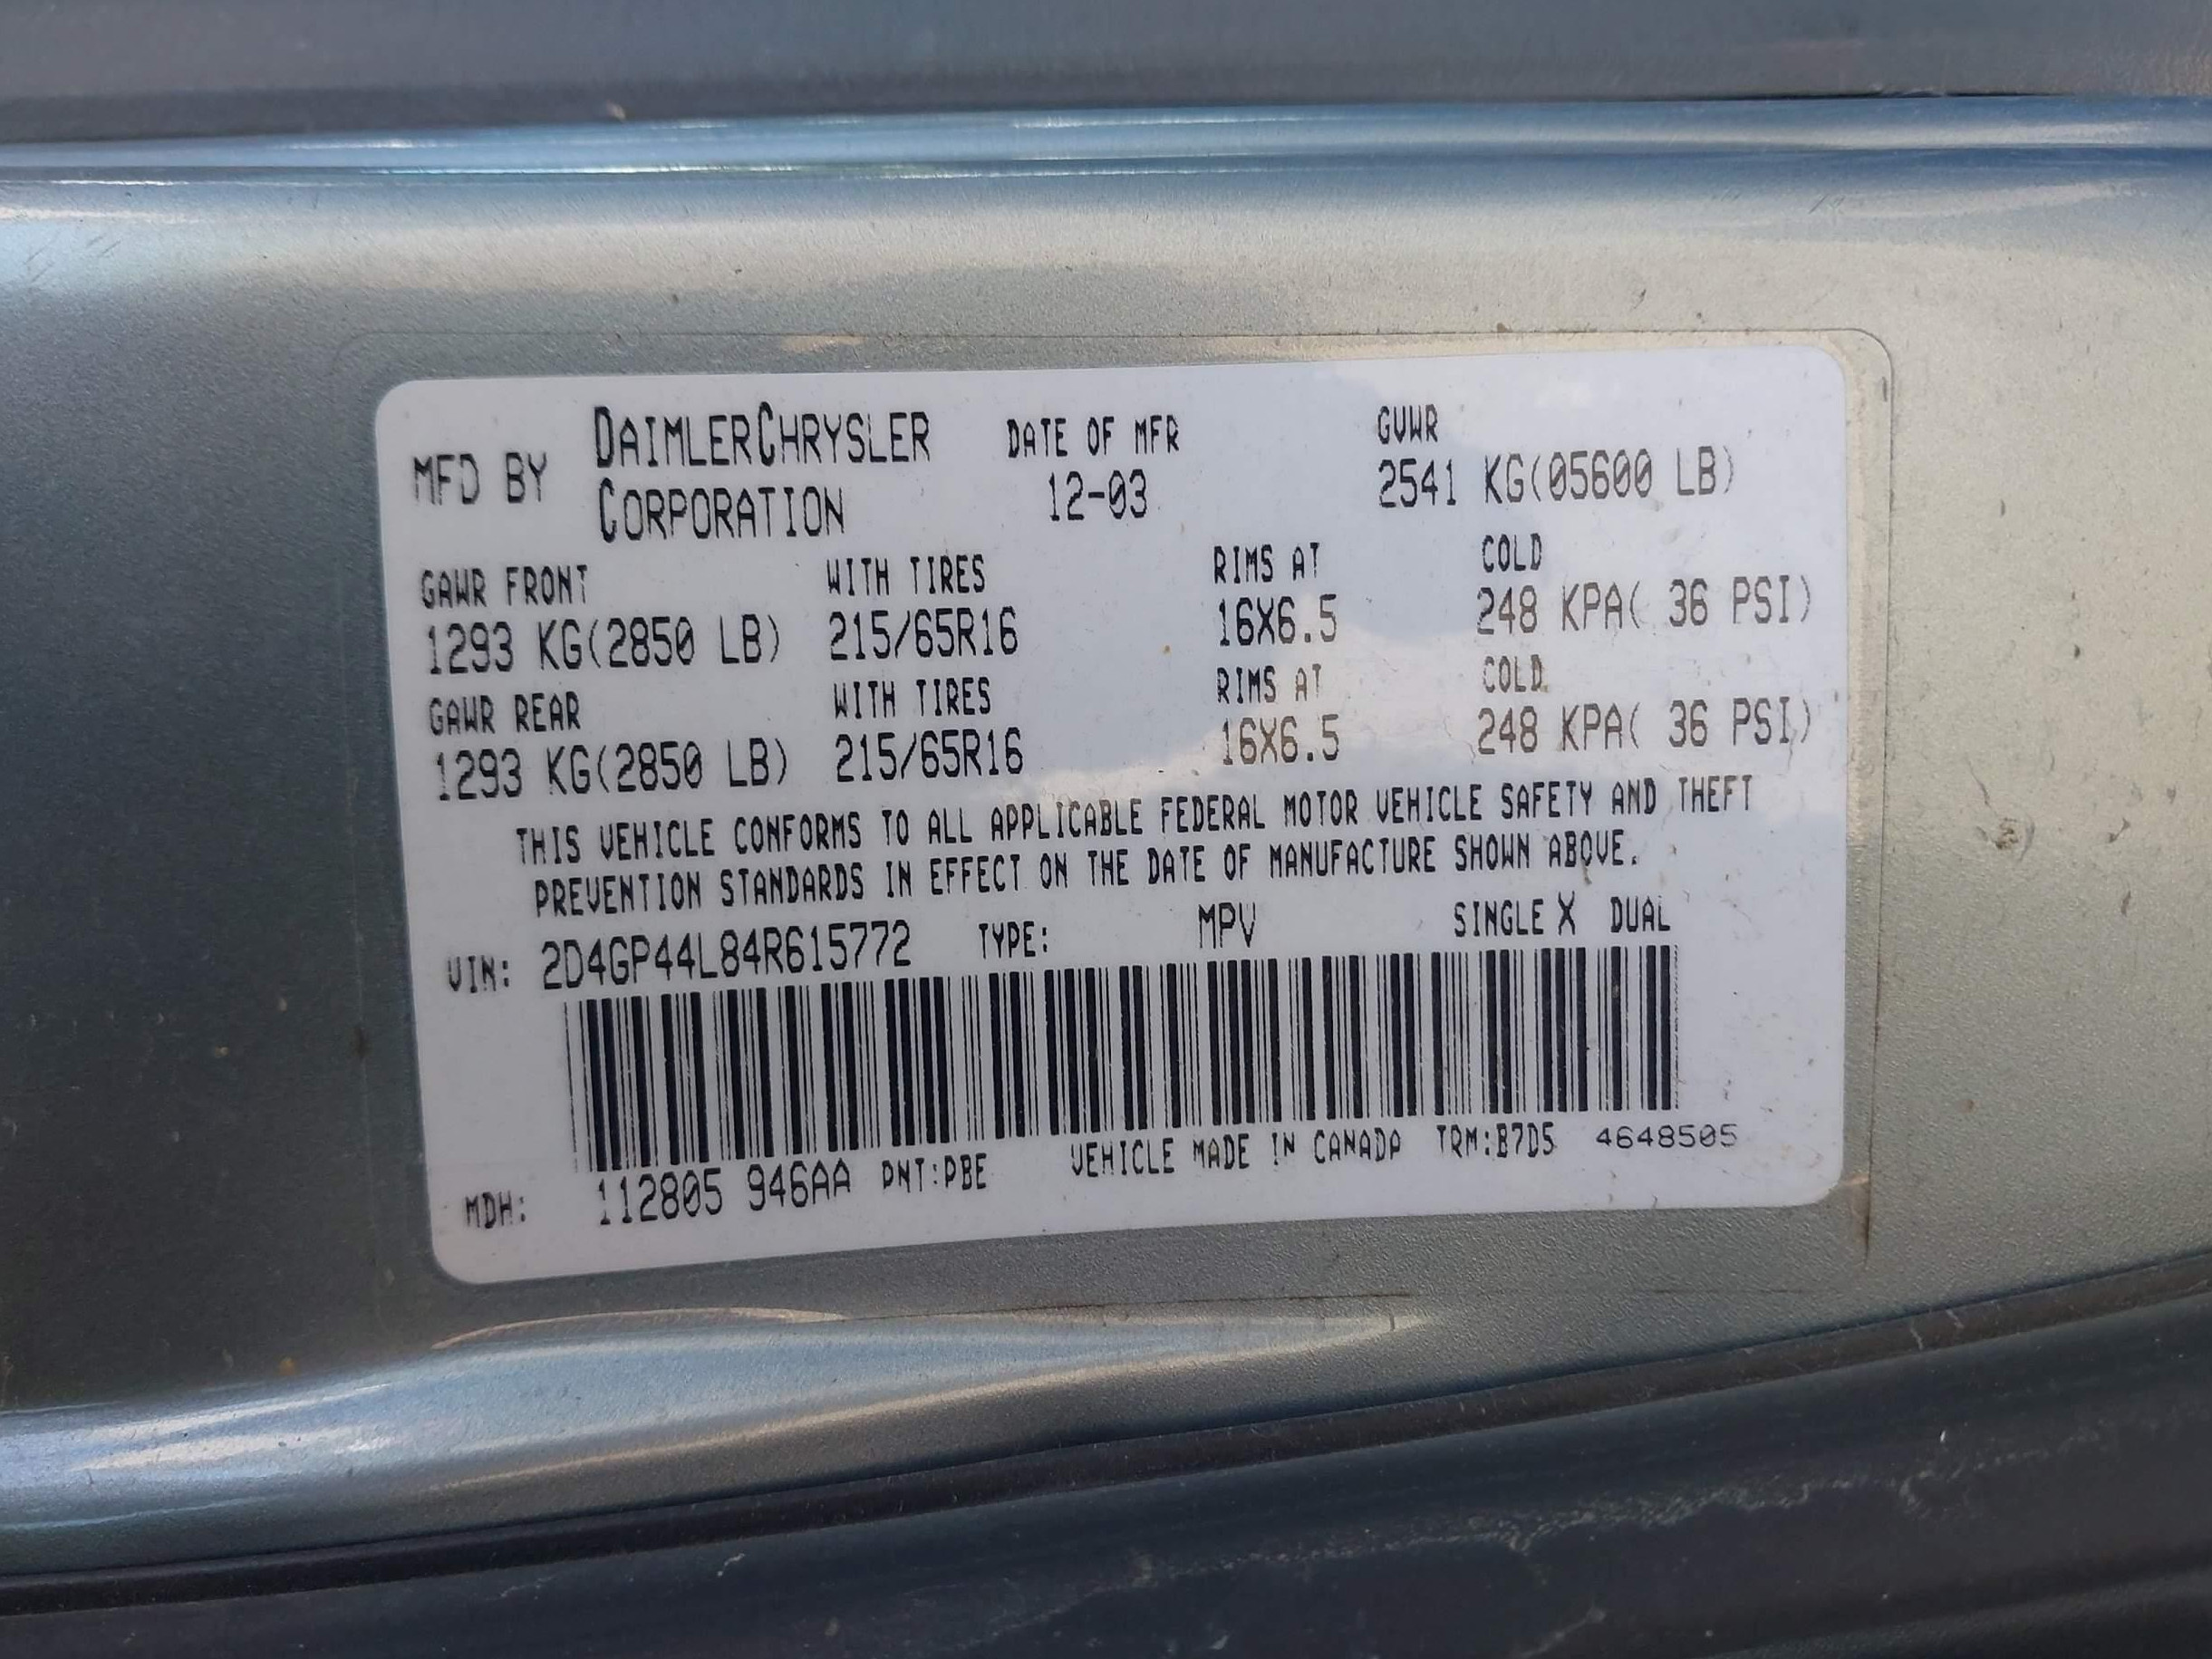 MFD BY DAIMLERCHRYSLER CORPORATION DATE OF MFR 12-03 GVWR 2541 KG(05600 LB)
GAWR FRONT WITH TIRES RIMS AT COLD
1293 KG(2850 LB) 215/65R16 16X6.5 248 KPA( 36 PSI)
GAWR REAR WITH TIRES RIMS AT COLD
1293 KG(2850 LB) 215/65R16 16X6.5 248 KPA( 36 PSI)
THIS VEHICLE CONFORMS TO ALL APPLICABLE FEDERAL MOTOR VEHICLE SAFETY AND THEFT
PREVENTION STANDARDS IN EFFECT ON THE DATE OF MANUFACTURE SHOWN ABOVE.
VIN: 2D4GP44L84R615772 TYPE: MPV SINGLE X DUAL
MDH: 112805 946AA PNT:PBE VEHICLE MADE IN CANADA TRM:B7D5 4648505